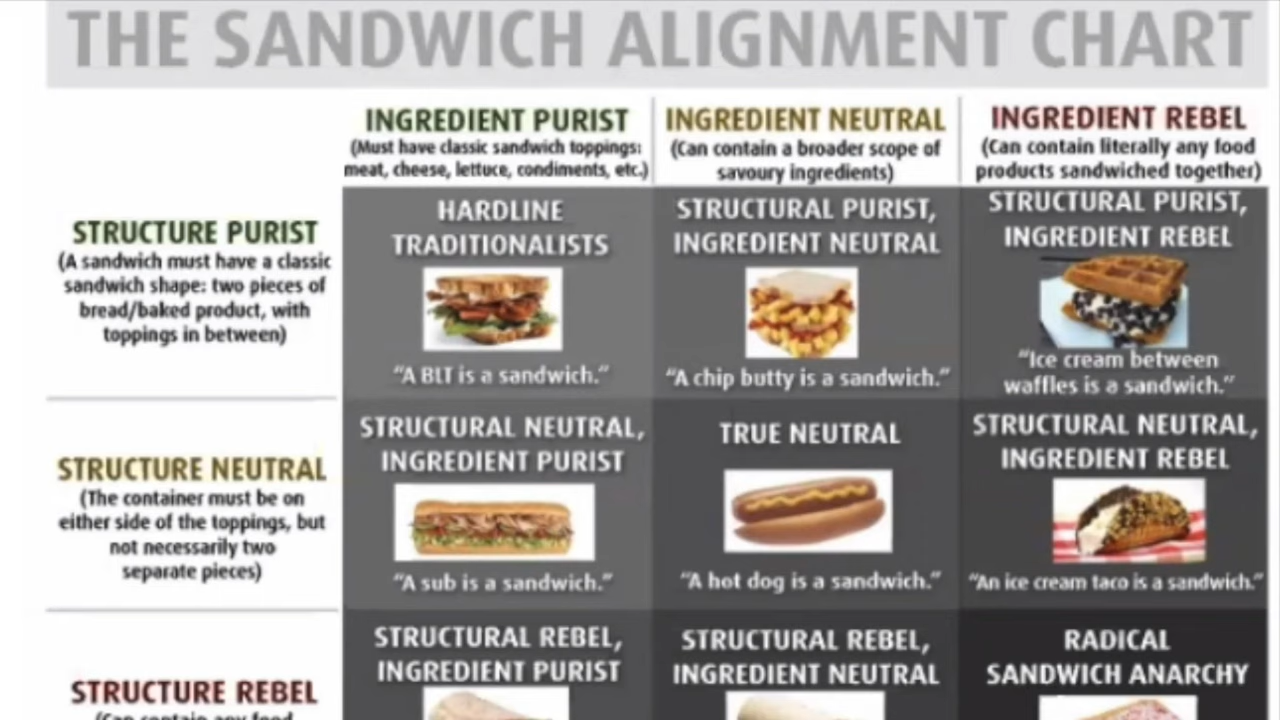 THE SANDWICH ALIGNMENT CHART
INGREDIENT PURIST
(Must have classic sandwich toppings:
meat, cheese, lettuce, condiments, etc.)
INGREDIENT NEUTRAL
(Can contain a broader scope of
savoury ingredients)
INGREDIENT REBEL
(Can contain literally any food
products sandwiched together)
STRUCTURE PURIST
(A sandwich must have a classic
sandwich shape: two pieces of
bread/baked product, with
toppings in between)
HARDLINE
TRADITIONALISTS
“A BLT is a sandwich.”
STRUCTURAL PURIST,
INGREDIENT NEUTRAL
“A chip butty is a sandwich.”
STRUCTURAL PURIST,
INGREDIENT REBEL
“Ice cream between
waffles is a sandwich.”
STRUCTURE NEUTRAL
(The container must be on
either side of the toppings, but
not necessarily two
separate pieces)
STRUCTURAL NEUTRAL,
INGREDIENT PURIST
“A sub is a sandwich.”
TRUE NEUTRAL
“A hot dog is a sandwich.”
STRUCTURAL NEUTRAL,
INGREDIENT REBEL
“An ice cream taco is a sandwich.”
STRUCTURE REBEL
(Can contain any food
STRUCTURAL REBEL,
INGREDIENT PURIST
STRUCTURAL REBEL,
INGREDIENT NEUTRAL
RADICAL
SANDWICH ANARCHY